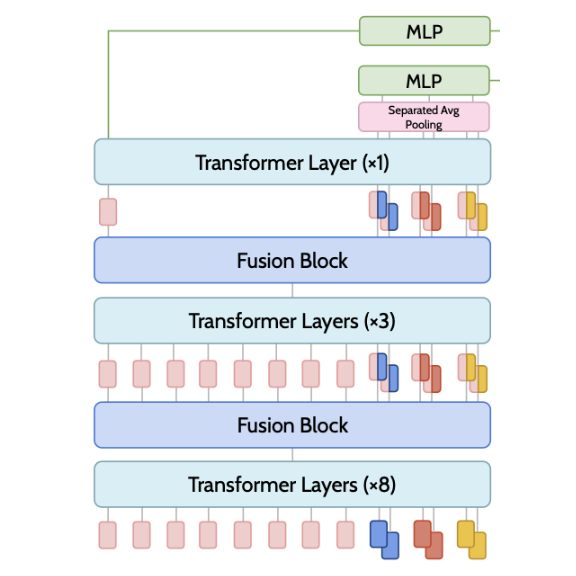 MLP
MLP
Separated Avg
Pooling
Transformer Layer (×1)
Fusion Block
Transformer Layers (×3)
Fusion Block
Transformer Layers (×8)